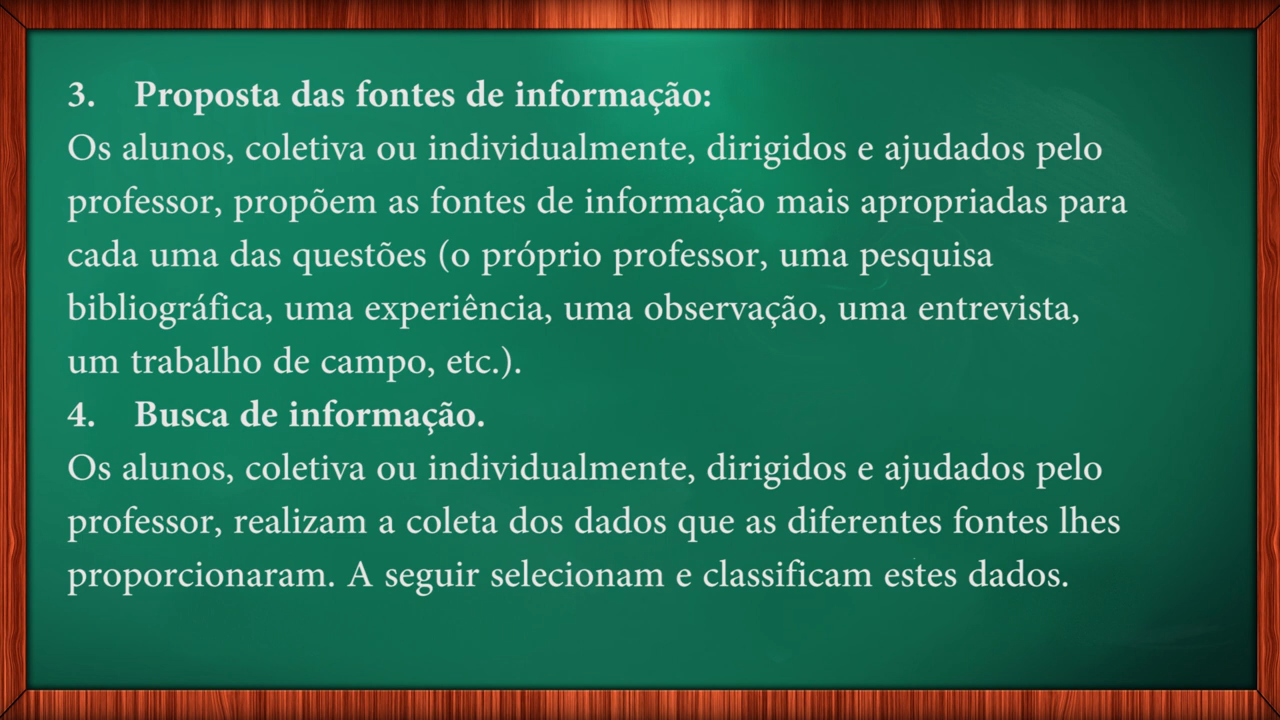 3. Proposta das fontes de informação:
Os alunos, coletiva ou individualmente, dirigidos e ajudados pelo
professor, propõem as fontes de informação mais apropriadas para
cada uma das questões (o próprio professor, uma pesquisa
bibliográfica, uma experiência, uma observação, uma entrevista,
um trabalho de campo, etc.).
4. Busca de informação.
Os alunos, coletiva ou individualmente, dirigidos e ajudados pelo
professor, realizam a coleta dos dados que as diferentes fontes lhes
proporcionaram. A seguir selecionam e classificam estes dados.